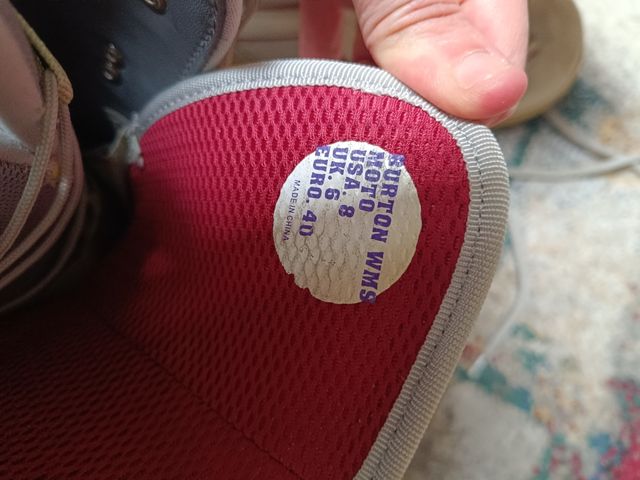 BURTON WMS
MOTO
USA. 8
UK. 6
EURO. 40
MADE IN CHINA